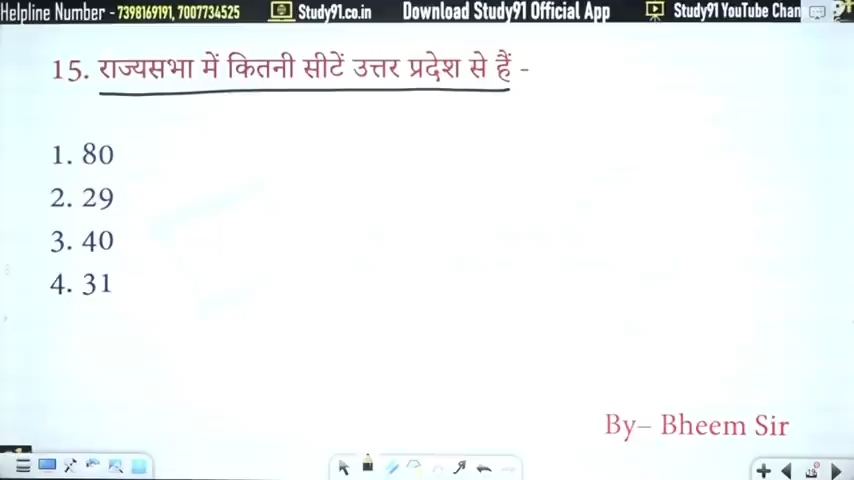 Helpline Number - 7398169191, 7007734525 Study91.co.in Download Study91 Official App Study91 YouTube Chan
15. राज्यसभा में कितनी सीटें उत्तर प्रदेश से हैं -
1. 80
2. 29
3. 40
4. 31
By– Bheem Sir